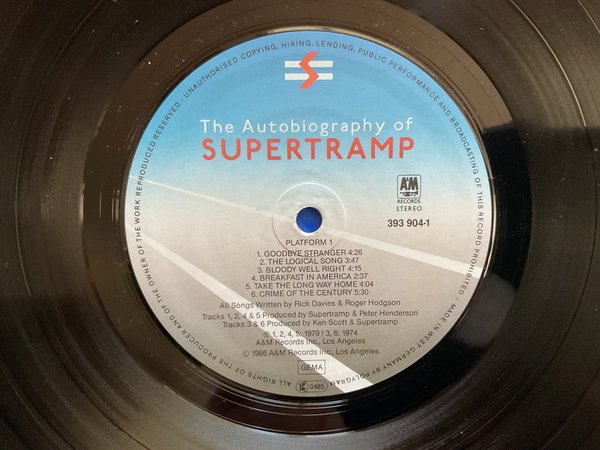 The Autobiography of
SUPERTRAMP
A&M
RECORDS
STEREO
393 904-1
PLATFORM 1
1. GOODBYE STRANGER 4:26
2. THE LOGICAL SONG 3:47
3. BLOODY WELL RIGHT 4:15
4. BREAKFAST IN AMERICA 2:37
5. TAKE THE LONG WAY HOME 4:04
6. CRIME OF THE CENTURY 5:30
All Songs Written by Rick Davies & Roger Hodgson
Tracks 1, 2, 4 & 5 Produced by Supertramp & Peter Henderson
Tracks 3 & 6 Produced by Ken Scott & Supertramp
℗ 1, 2, 4, 5: 1979 / 3, 6: 1974
A&M Records Inc., Los Angeles
© 1986 A&M Records Inc., Los Angeles
GEMA
LC 0485
ALL RIGHTS OF THE PRODUCER AND OF THE OWNER OF THE WORK REPRODUCED RESERVED · UNAUTHORISED COPYING, HIRING, LENDING, PUBLIC PERFORMANCE AND BROADCASTING OF THIS RECORD PROHIBITED · MADE IN WEST GERMANY BY POLYGRAM